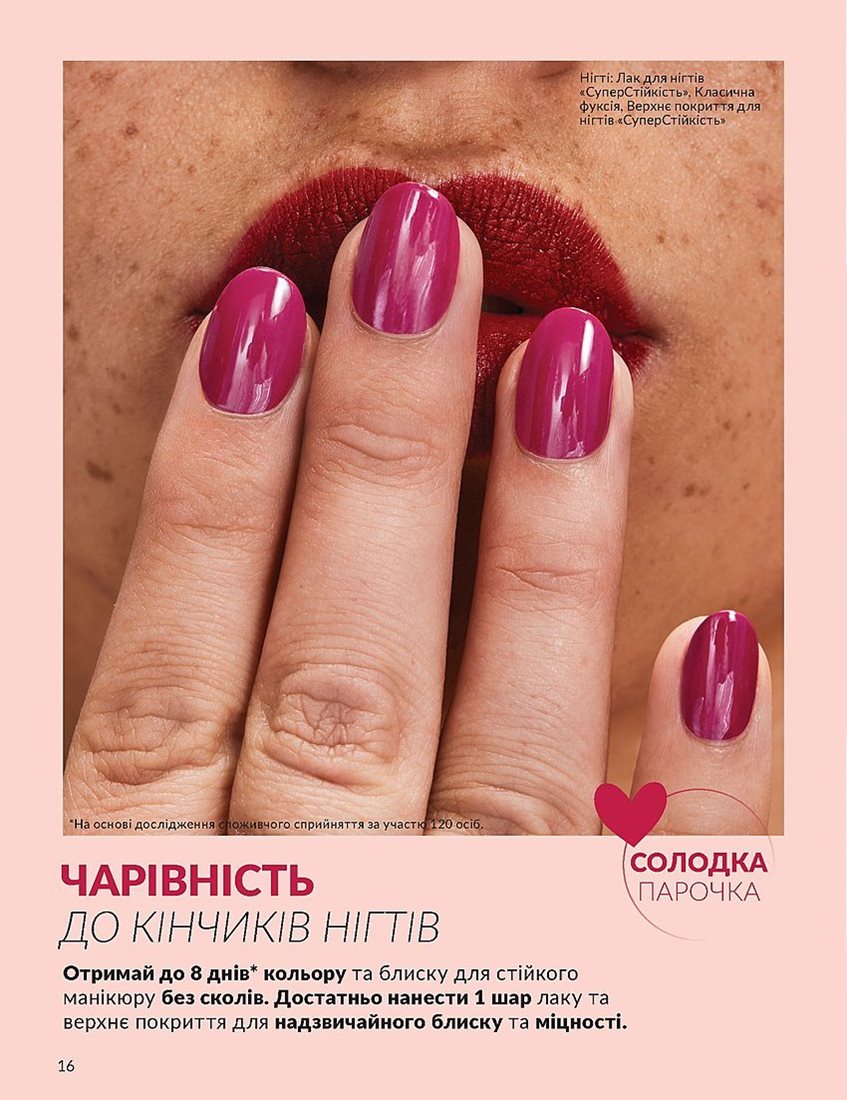 Нігті: Лак для нігтів
«СуперСтійкість», Класична
фуксія, Верхнє покриття для
нігтів «СуперСтійкість»
*На основі дослідження споживчого сприйняття за участю 120 осіб.
СОЛОДКА
ПАРОЧКА
ЧАРІВНІСТЬ
ДО КІНЧИКІВ НІГТІВ
Отримай до 8 днів* кольору та блиску для стійкого
манікюру без сколів. Достатньо нанести 1 шар лаку та
верхнє покриття для надзвичайного блиску та міцності.
16